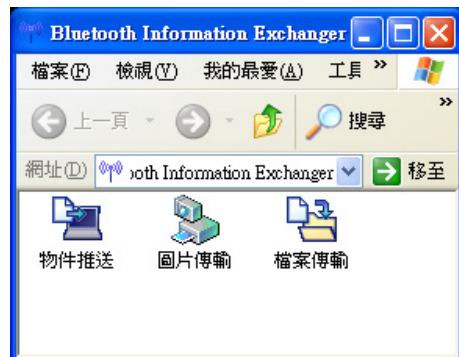 Bluetooth Information Exchanger
檔案(F) 檢視(V) 我的最愛(A) 工具 »
上一頁 搜尋 »
網址(D) ooth Information Exchanger 移至
物件推送 圖片傳輸 檔案傳輸